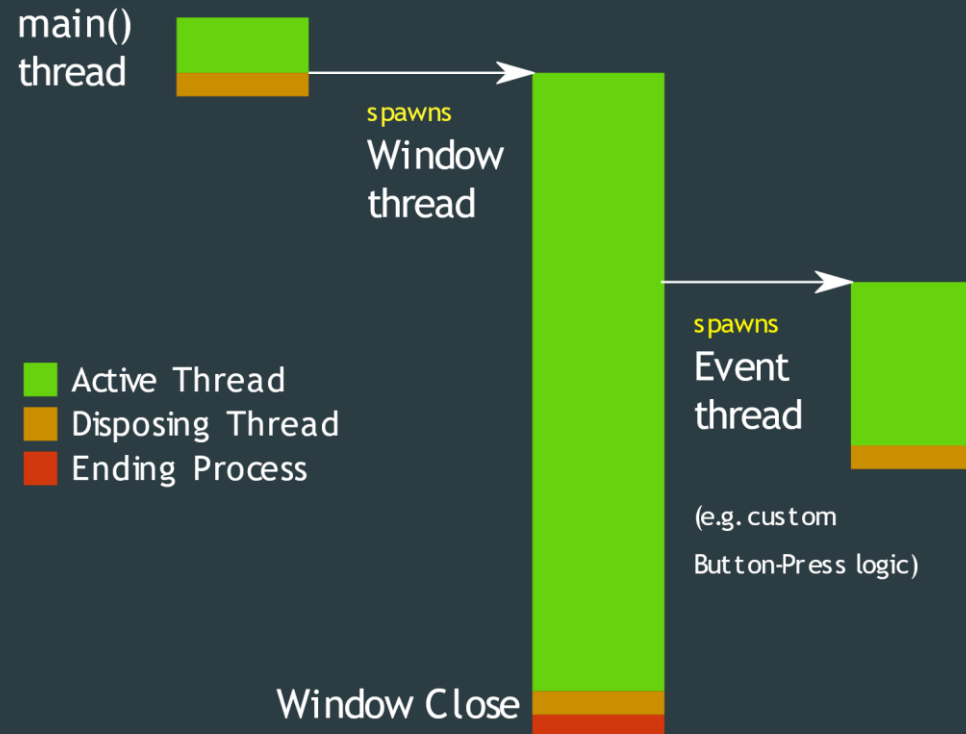 main()
thread
spawns
Window
thread
spawns
Event
thread
Active Thread
Disposing Thread
Ending Process
(e.g. custom
Button-Press logic)
Window Close